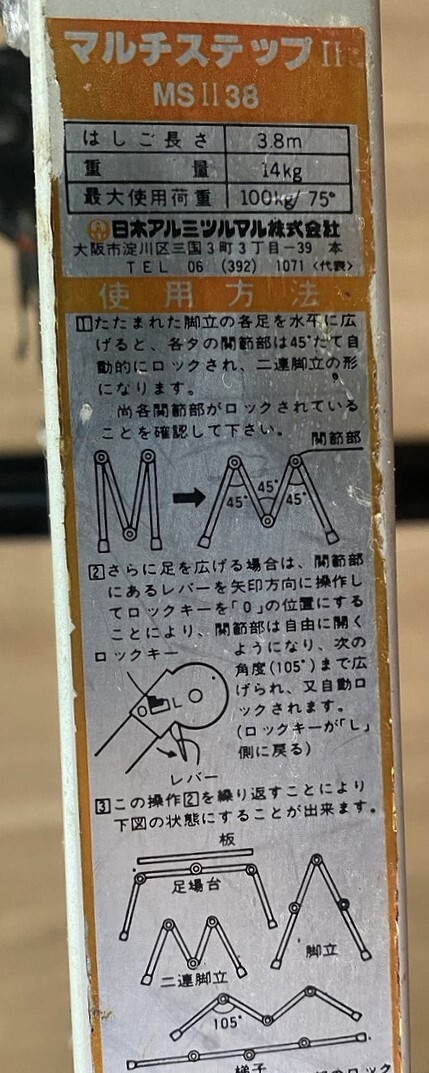 マルチステップII
MSII38
はしご長さ 3.8m
重量 14kg
最大使用荷重 100kg/75°
日本アルミツルマル株式会社
大阪市淀川区三国3町3丁目-39 本
TEL 06 (392) 1071 <代表>
使用方法
1 たたまれた脚立の各足を水平に広
げると、各々の関節部は45°たて自
動的にロックされ、二連脚立の形
になります。
尚各関節部がロックされている
ことを確認して下さい。
関節部
45° 45° 45°
2 さらに足を広げる場合は、関節部
にあるレバーを矢印方向に操作し
てロックキーを「O」の位置にする
ことにより、関節部は自由に開く
ようになり、次の
角度(105°)まで広
げられ、又自動ロ
ックされます。
(ロックキーが「L」
側に戻る)
ロックキー
O L
レバー
3 この操作2を繰り返すことにより
下図の状態にすることが出来ます。
板
足場台
脚立
二連脚立
105°
梯子
のロック